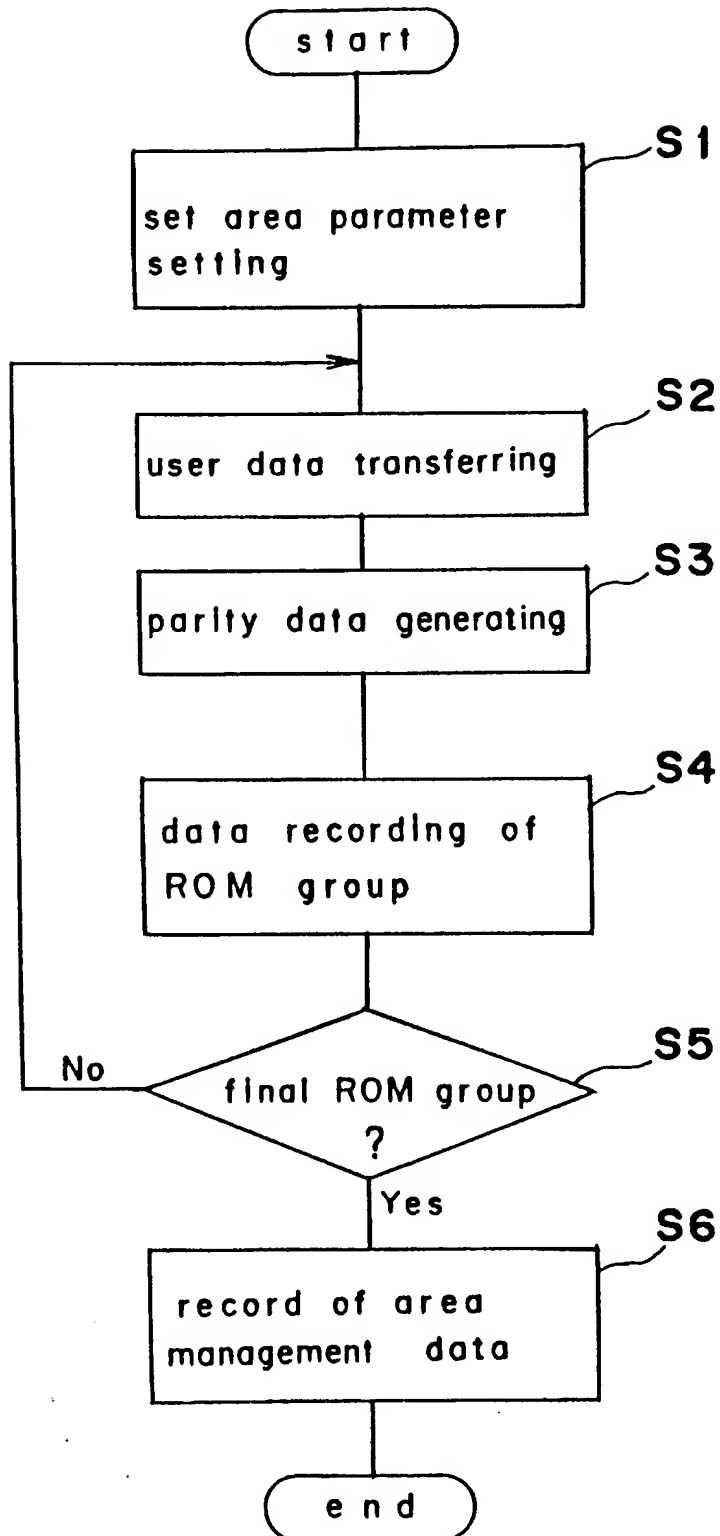 start
S1
set area parameter
setting
S2
user data transferring
S3
parity data generating
S4
data recording of
ROM group
S5
No
final ROM group
?
Yes
S6
record of area
management data
end